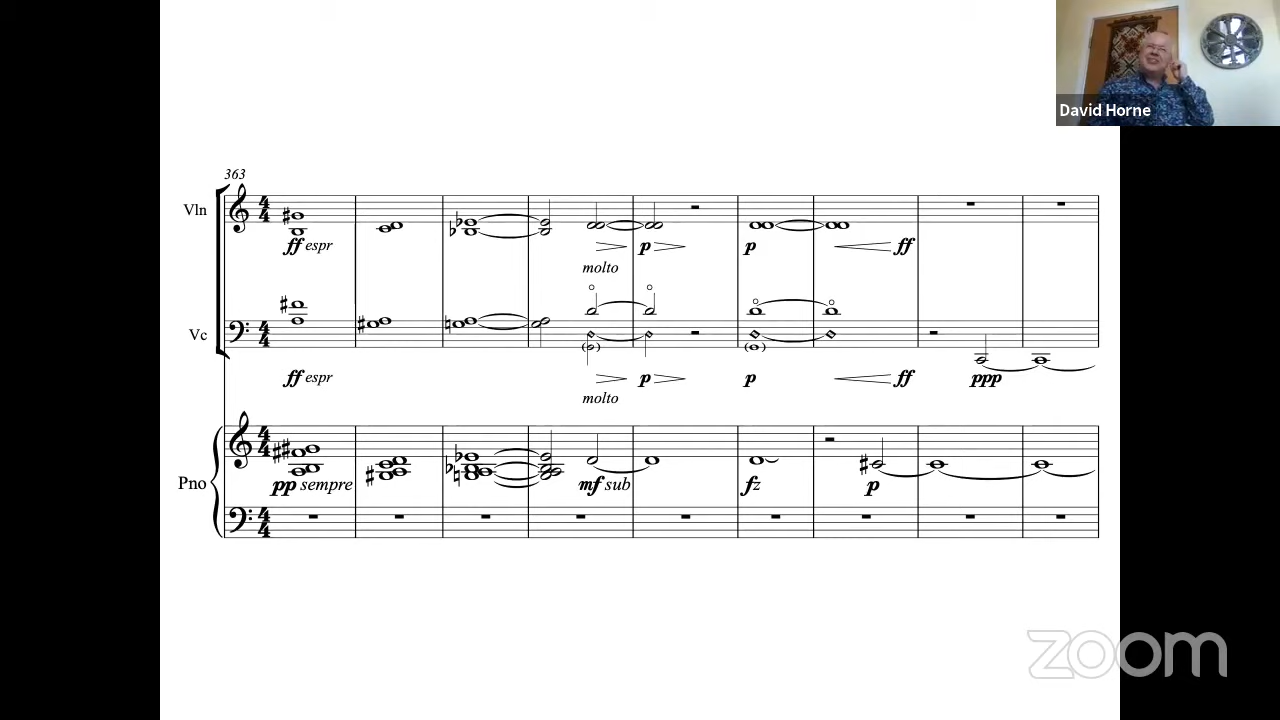 David Horne
363
Vln
ff espr
p
p
ff
molto
Vc
ff espr
p
p
ff
ppp
molto
Pno
pp sempre
mf sub
fz
p
zoom